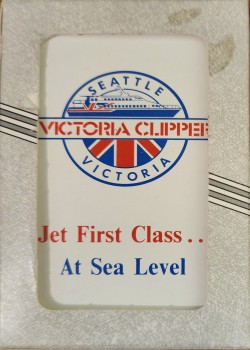 SEATTLE
VICTORIA CLIPPER
VICTORIA
Jet First Class . .
At Sea Level